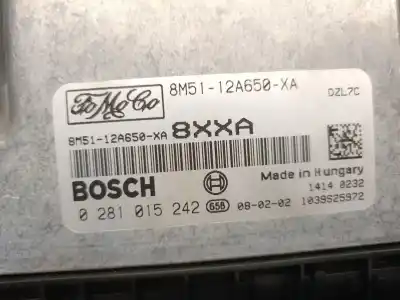 FoMoCo
8M51-12A650-XA
DZL7C
8M51-12A650-XA 8XXA
BOSCH
Made in Hungary
1414 0232
0 281 015 242 658 08-02-02 1039S25972